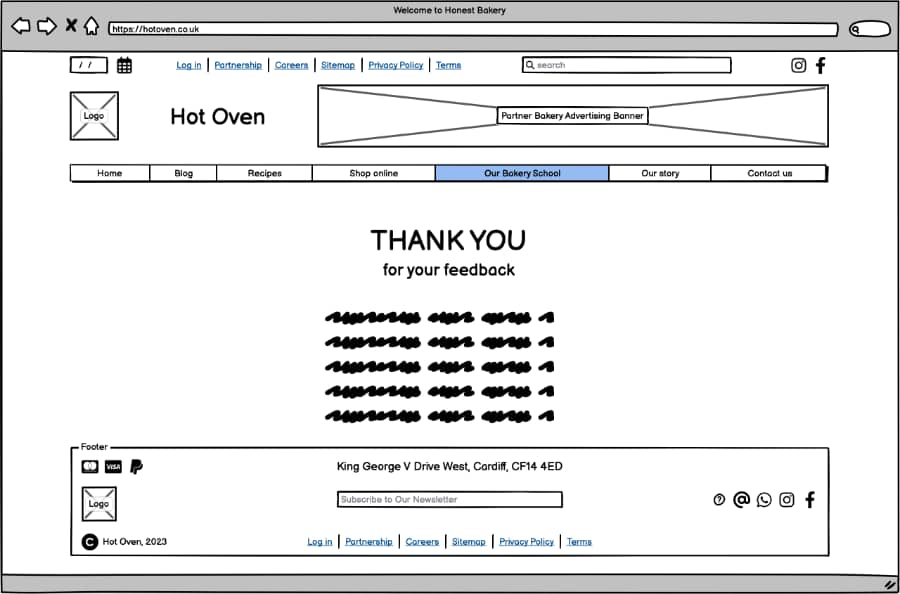 Welcome to Honest Bakery
https://hotoven.co.uk
/ /
Log in Partnership Careers Sitemap Privacy Policy Terms
search
Logo
Hot Oven
Partner Bakery Advertising Banner
Home Blog Recipes Shop online Our Bakery School Our story Contact us
THANK YOU
for your feedback
Footer
VISA
King George V Drive West, Cardiff, CF14 4ED
Logo
Subscribe to Our Newsletter
C Hot Oven, 2023
Log in Partnership Careers Sitemap Privacy Policy Terms